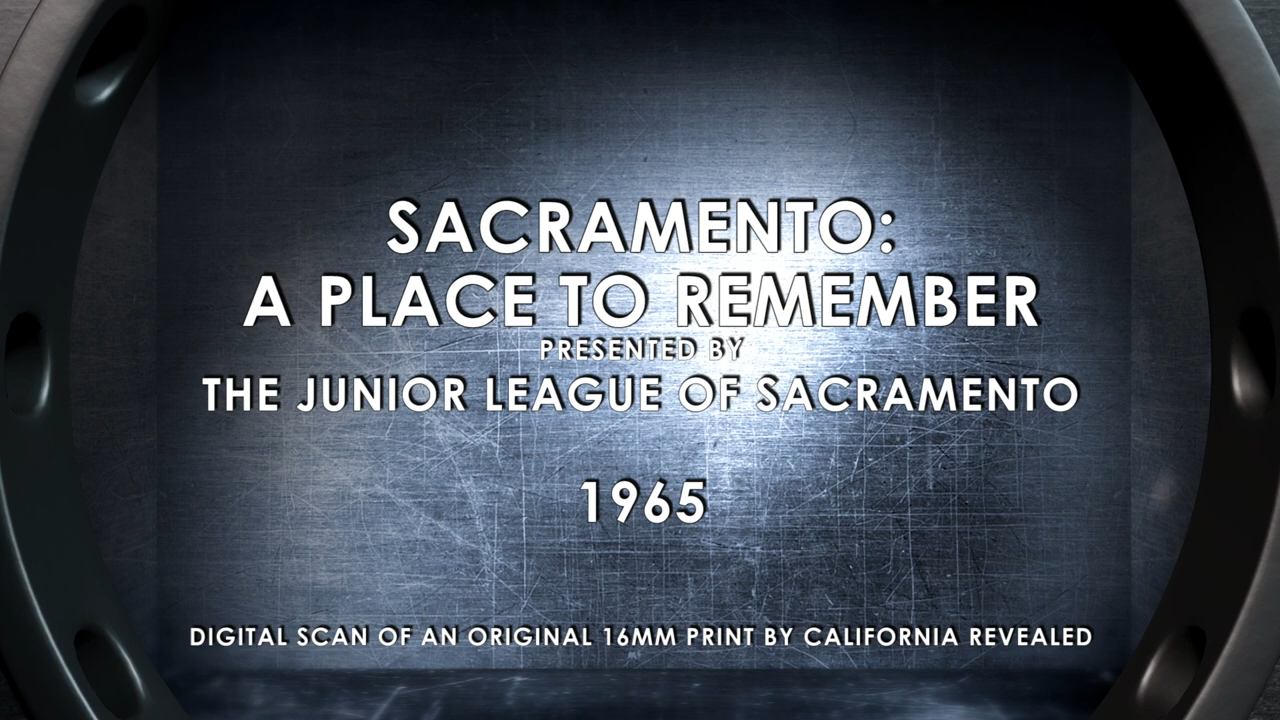 SACRAMENTO:
A PLACE TO REMEMBER
PRESENTED BY
THE JUNIOR LEAGUE OF SACRAMENTO
1965
DIGITAL SCAN OF AN ORIGINAL 16MM PRINT BY CALIFORNIA REVEALED